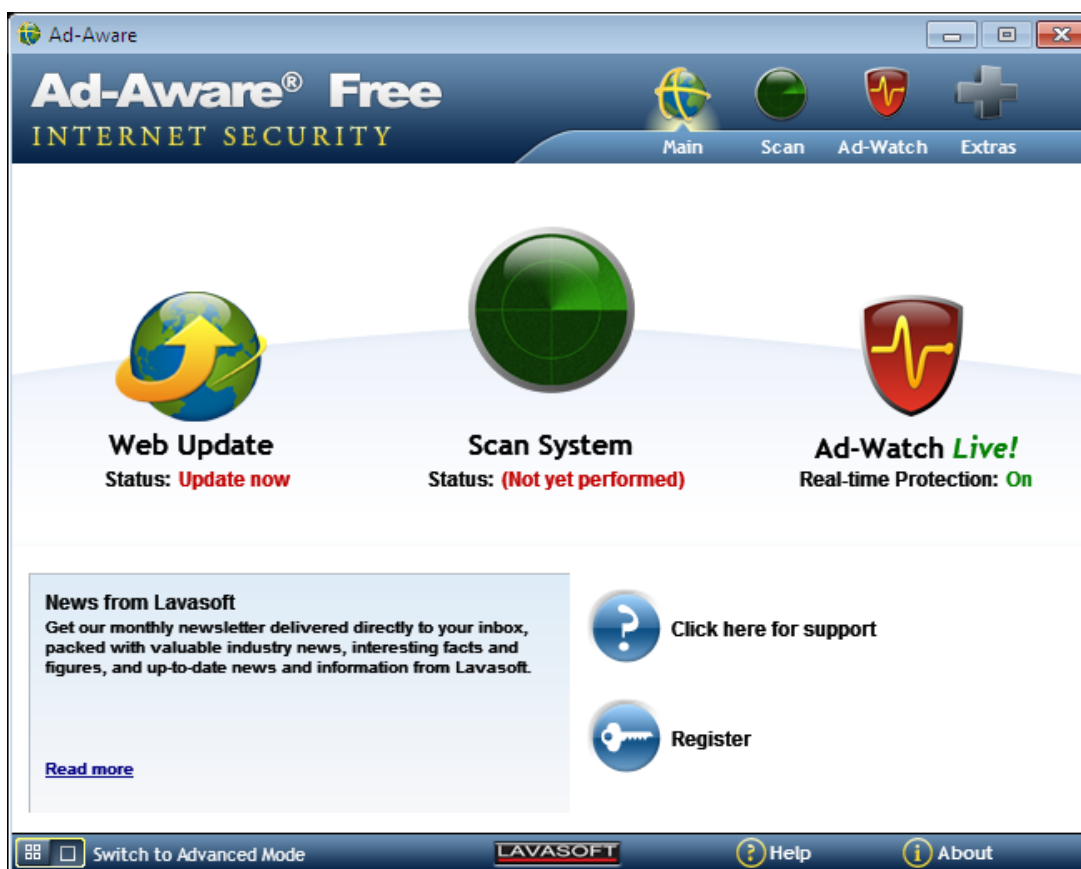 Ad-Aware
Ad-Aware® Free
INTERNET SECURITY
Main Scan Ad-Watch Extras
Web Update
Status: Update now
Scan System
Status: (Not yet performed)
Ad-Watch Live!
Real-time Protection: On
News from Lavasoft
Get our monthly newsletter delivered directly to your inbox,
packed with valuable industry news, interesting facts and
figures, and up-to-date news and information from Lavasoft.
Read more
Click here for support
Register
Switch to Advanced Mode
LAVASOFT
Help
About